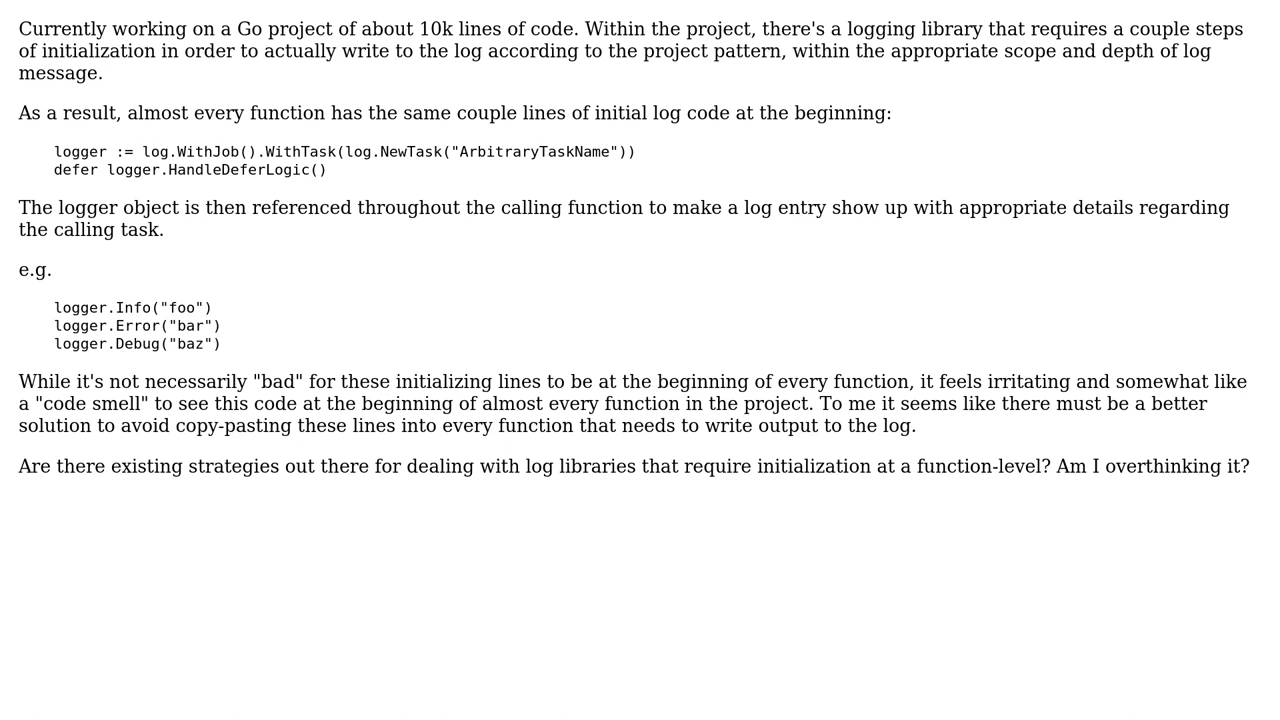 Currently working on a Go project of about 10k lines of code. Within the project, there's a logging library that requires a couple steps
of initialization in order to actually write to the log according to the project pattern, within the appropriate scope and depth of log
message.
As a result, almost every function has the same couple lines of initial log code at the beginning:
logger := log.WithJob().WithTask(log.NewTask("ArbitraryTaskName"))
defer logger.HandleDeferLogic()
The logger object is then referenced throughout the calling function to make a log entry show up with appropriate details regarding
the calling task.
e.g.
logger.Info("foo")
logger.Error("bar")
logger.Debug("baz")
While it's not necessarily "bad" for these initializing lines to be at the beginning of every function, it feels irritating and somewhat like
a "code smell" to see this code at the beginning of almost every function in the project. To me it seems like there must be a better
solution to avoid copy-pasting these lines into every function that needs to write output to the log.
Are there existing strategies out there for dealing with log libraries that require initialization at a function-level? Am I overthinking it?